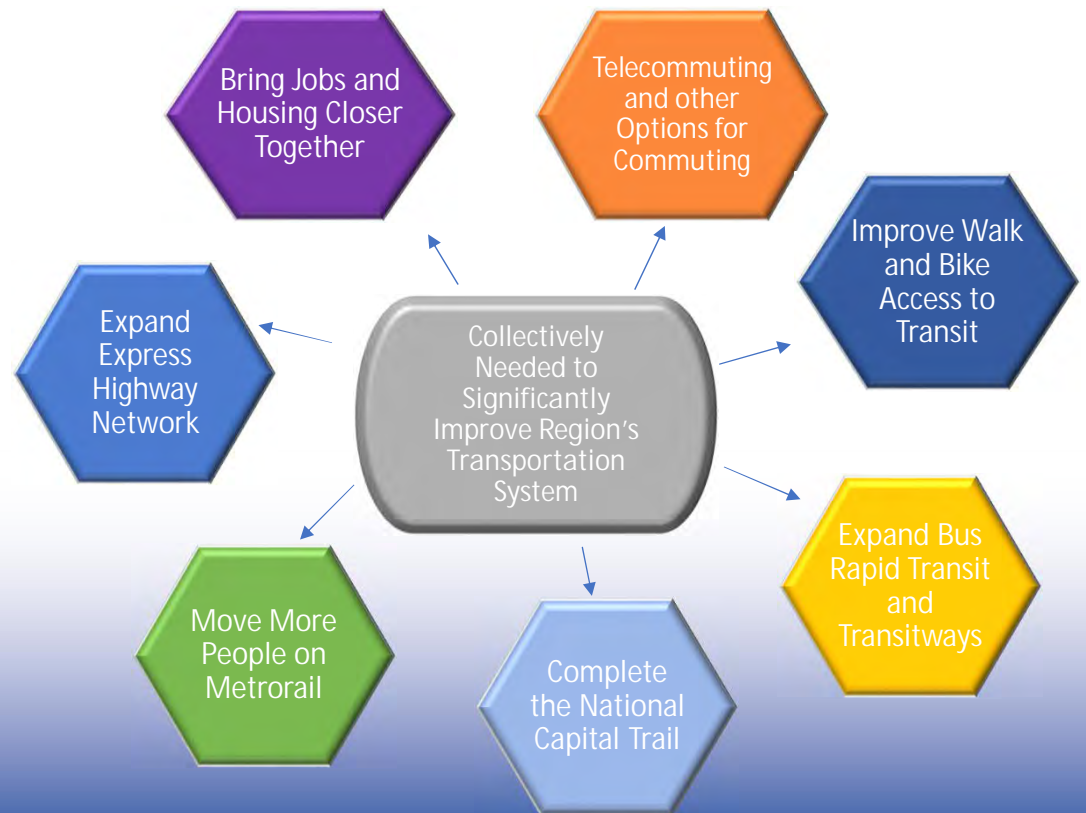 Bring Jobs and
Housing Closer
Together
Telecommuting
and other
Options for
Commuting
Improve Walk
and Bike
Access to
Transit
Expand
Express
Highway
Network
Collectively
Needed to
Significantly
Improve Region's
Transportation
System
Expand Bus
Rapid Transit
and
Transitways
Move More
People on
Metrorail
Complete
the National
Capital Trail